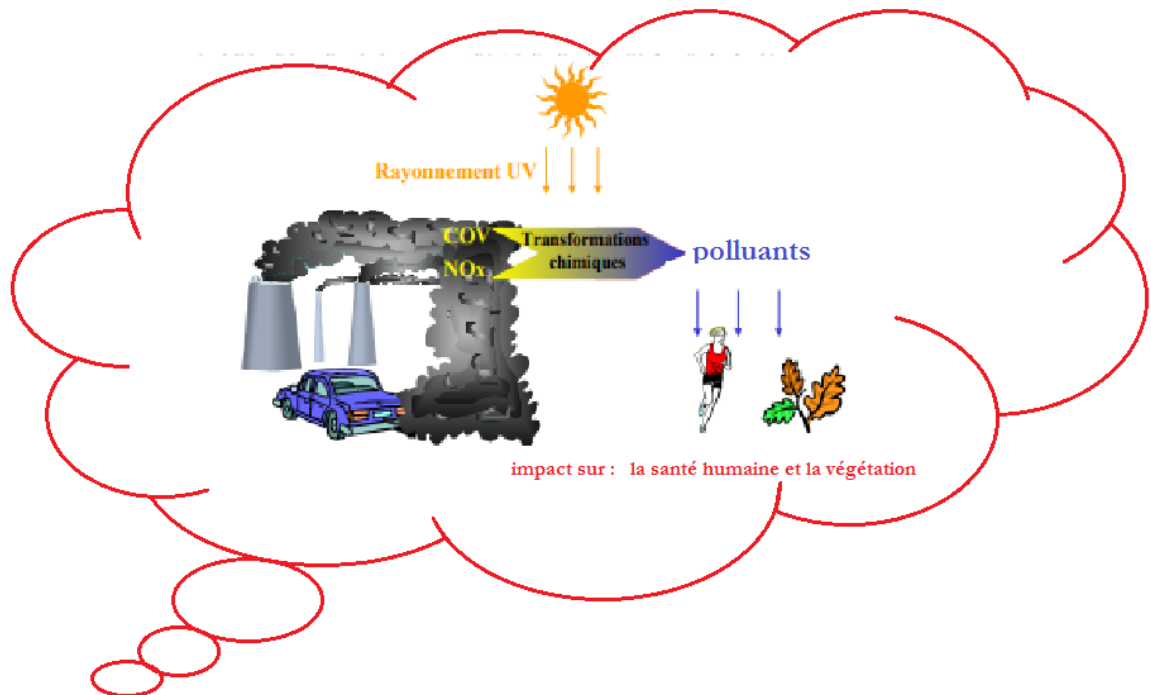 Rayonnement UV
COV
NOx
Transformations
chimiques
polluants
impact sur : la santé humaine et la végétation